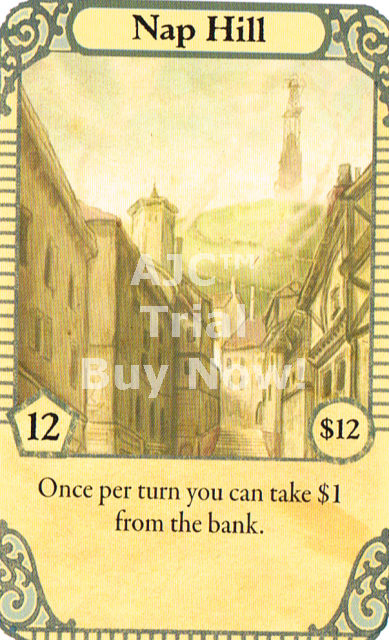 Nap Hill
AJC™
Trial
Buy Now!
12
$12
Once per turn you can take $1
from the bank.